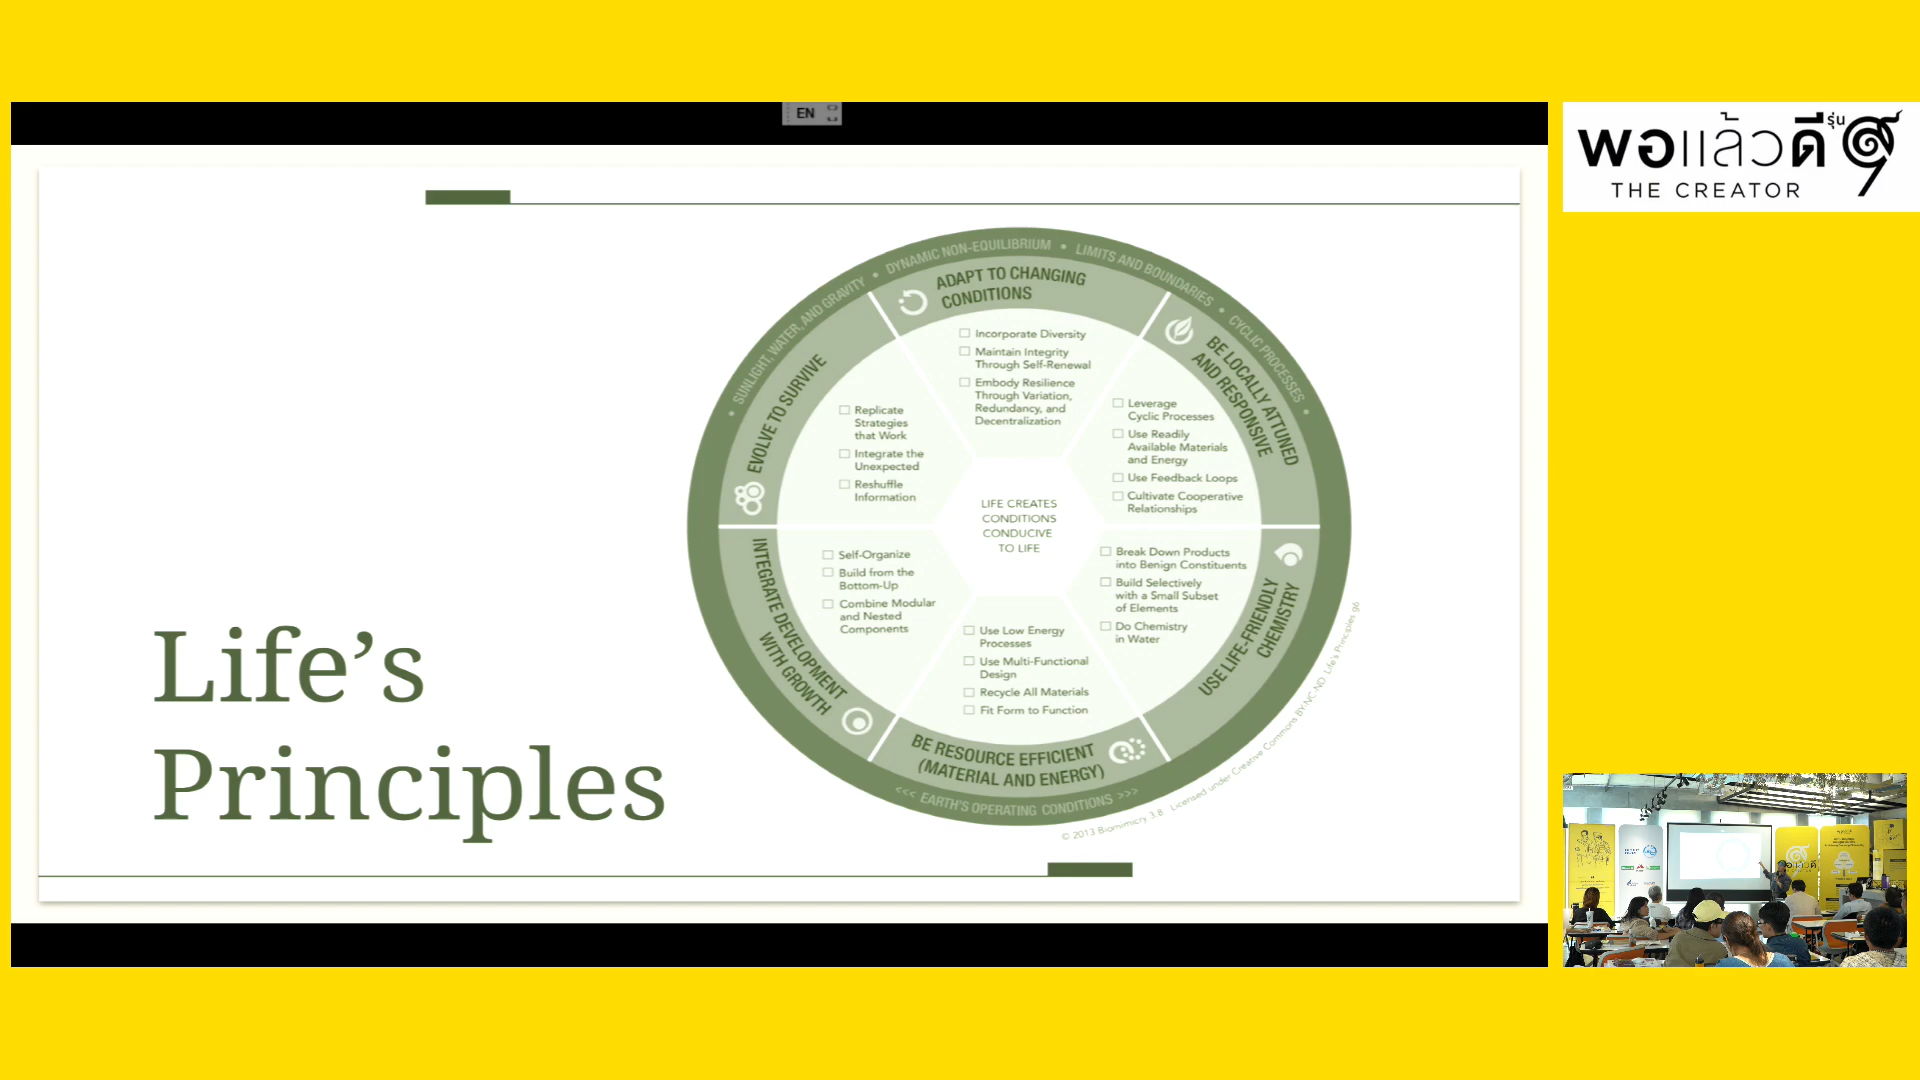 EN
พอแล้วดี รุ่น ๙
THE CREATOR
Life’s
Principles
SUNLIGHT, WATER, AND GRAVITY • DYNAMIC NON-EQUILIBRIUM • LIMITS AND BOUNDARIES • CYCLIC PROCESSES •
ADAPT TO CHANGING
CONDITIONS
Incorporate Diversity
Maintain Integrity
Through Self-Renewal
Embody Resilience
Through Variation,
Redundancy, and
Decentralization
BE LOCALLY ATTUNED
AND RESPONSIVE
Leverage
Cyclic Processes
Use Readily
Available Materials
and Energy
Use Feedback Loops
Cultivate Cooperative
Relationships
USE LIFE-FRIENDLY
CHEMISTRY
Break Down Products
into Benign Constituents
Build Selectively
with a Small Subset
of Elements
Do Chemistry
in Water
BE RESOURCE EFFICIENT
(MATERIAL AND ENERGY)
Use Low Energy
Processes
Use Multi-Functional
Design
Recycle All Materials
Fit Form to Function
INTEGRATE DEVELOPMENT
WITH GROWTH
Self-Organize
Build from the
Bottom-Up
Combine Modular
and Nested
Components
EVOLVE TO SURVIVE
Replicate
Strategies
that Work
Integrate the
Unexpected
Reshuffle
Information
LIFE CREATES
CONDITIONS
CONDUCIVE
TO LIFE
<<< EARTH'S OPERATING CONDITIONS >>>
© 2013 Biomimicry 3.8 Licensed under Creative Commons BY-NC-ND Life's Principles